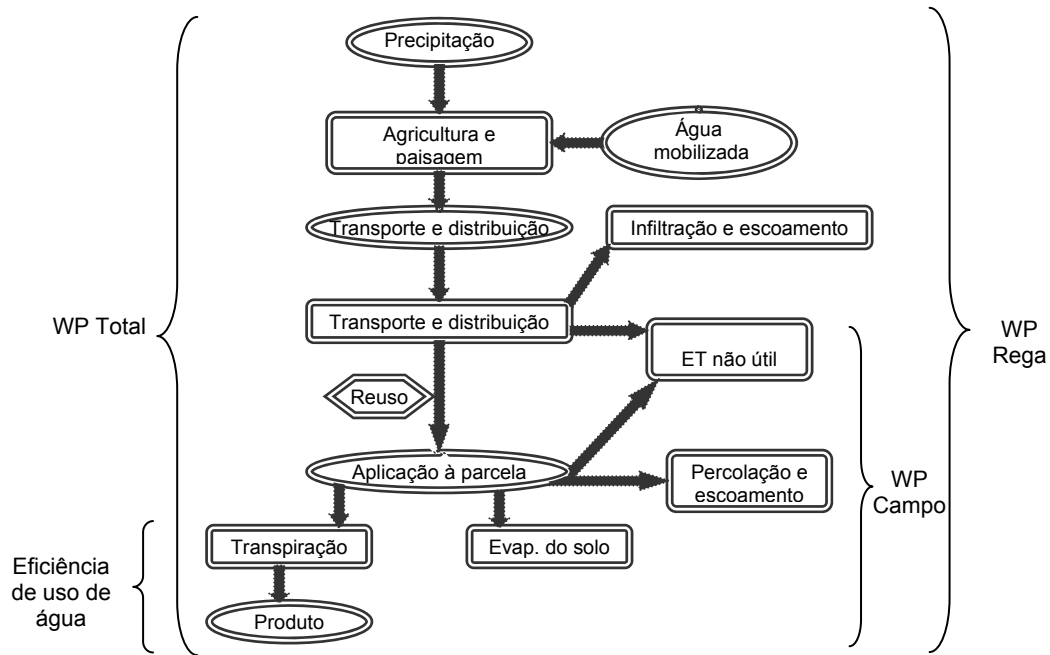 Precipitação
Agricultura e
paisagem
Água
mobilizada
Transporte e distribuição
Infiltração e escoamento
Transporte e distribuição
WP Total
WP
Rega
ET não útil
Reuso
Aplicação à parcela
Percolação e
escoamento
WP
Campo
Transpiração
Evap. do solo
Eficiência
de uso de
água
Produto